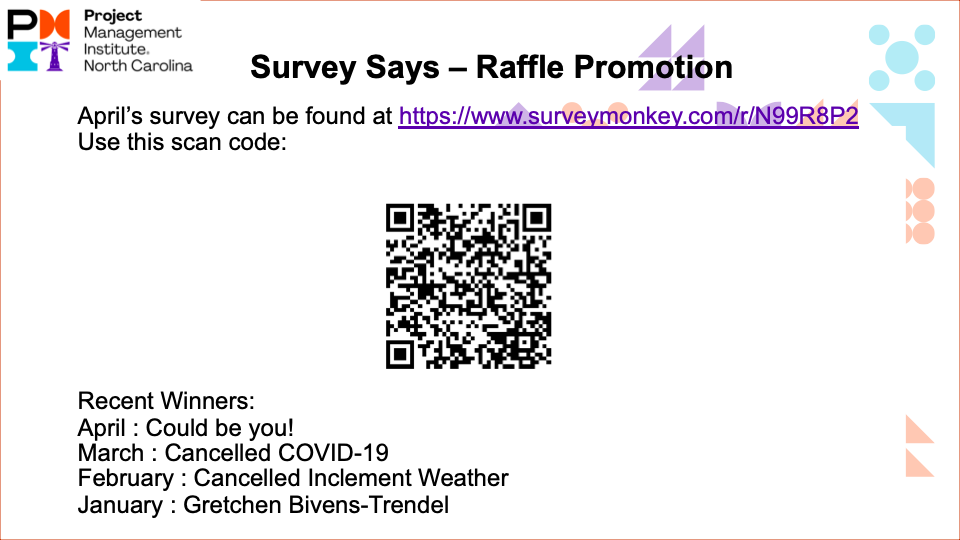 Project
Management
Institute.
North Carolina
Survey Says – Raffle Promotion
April's survey can be found at https://www.surveymonkey.com/r/N99R8P2
Use this scan code:
Recent Winners:
April : Could be you!
March : Cancelled COVID-19
February : Cancelled Inclement Weather
January : Gretchen Bivens-Trendel